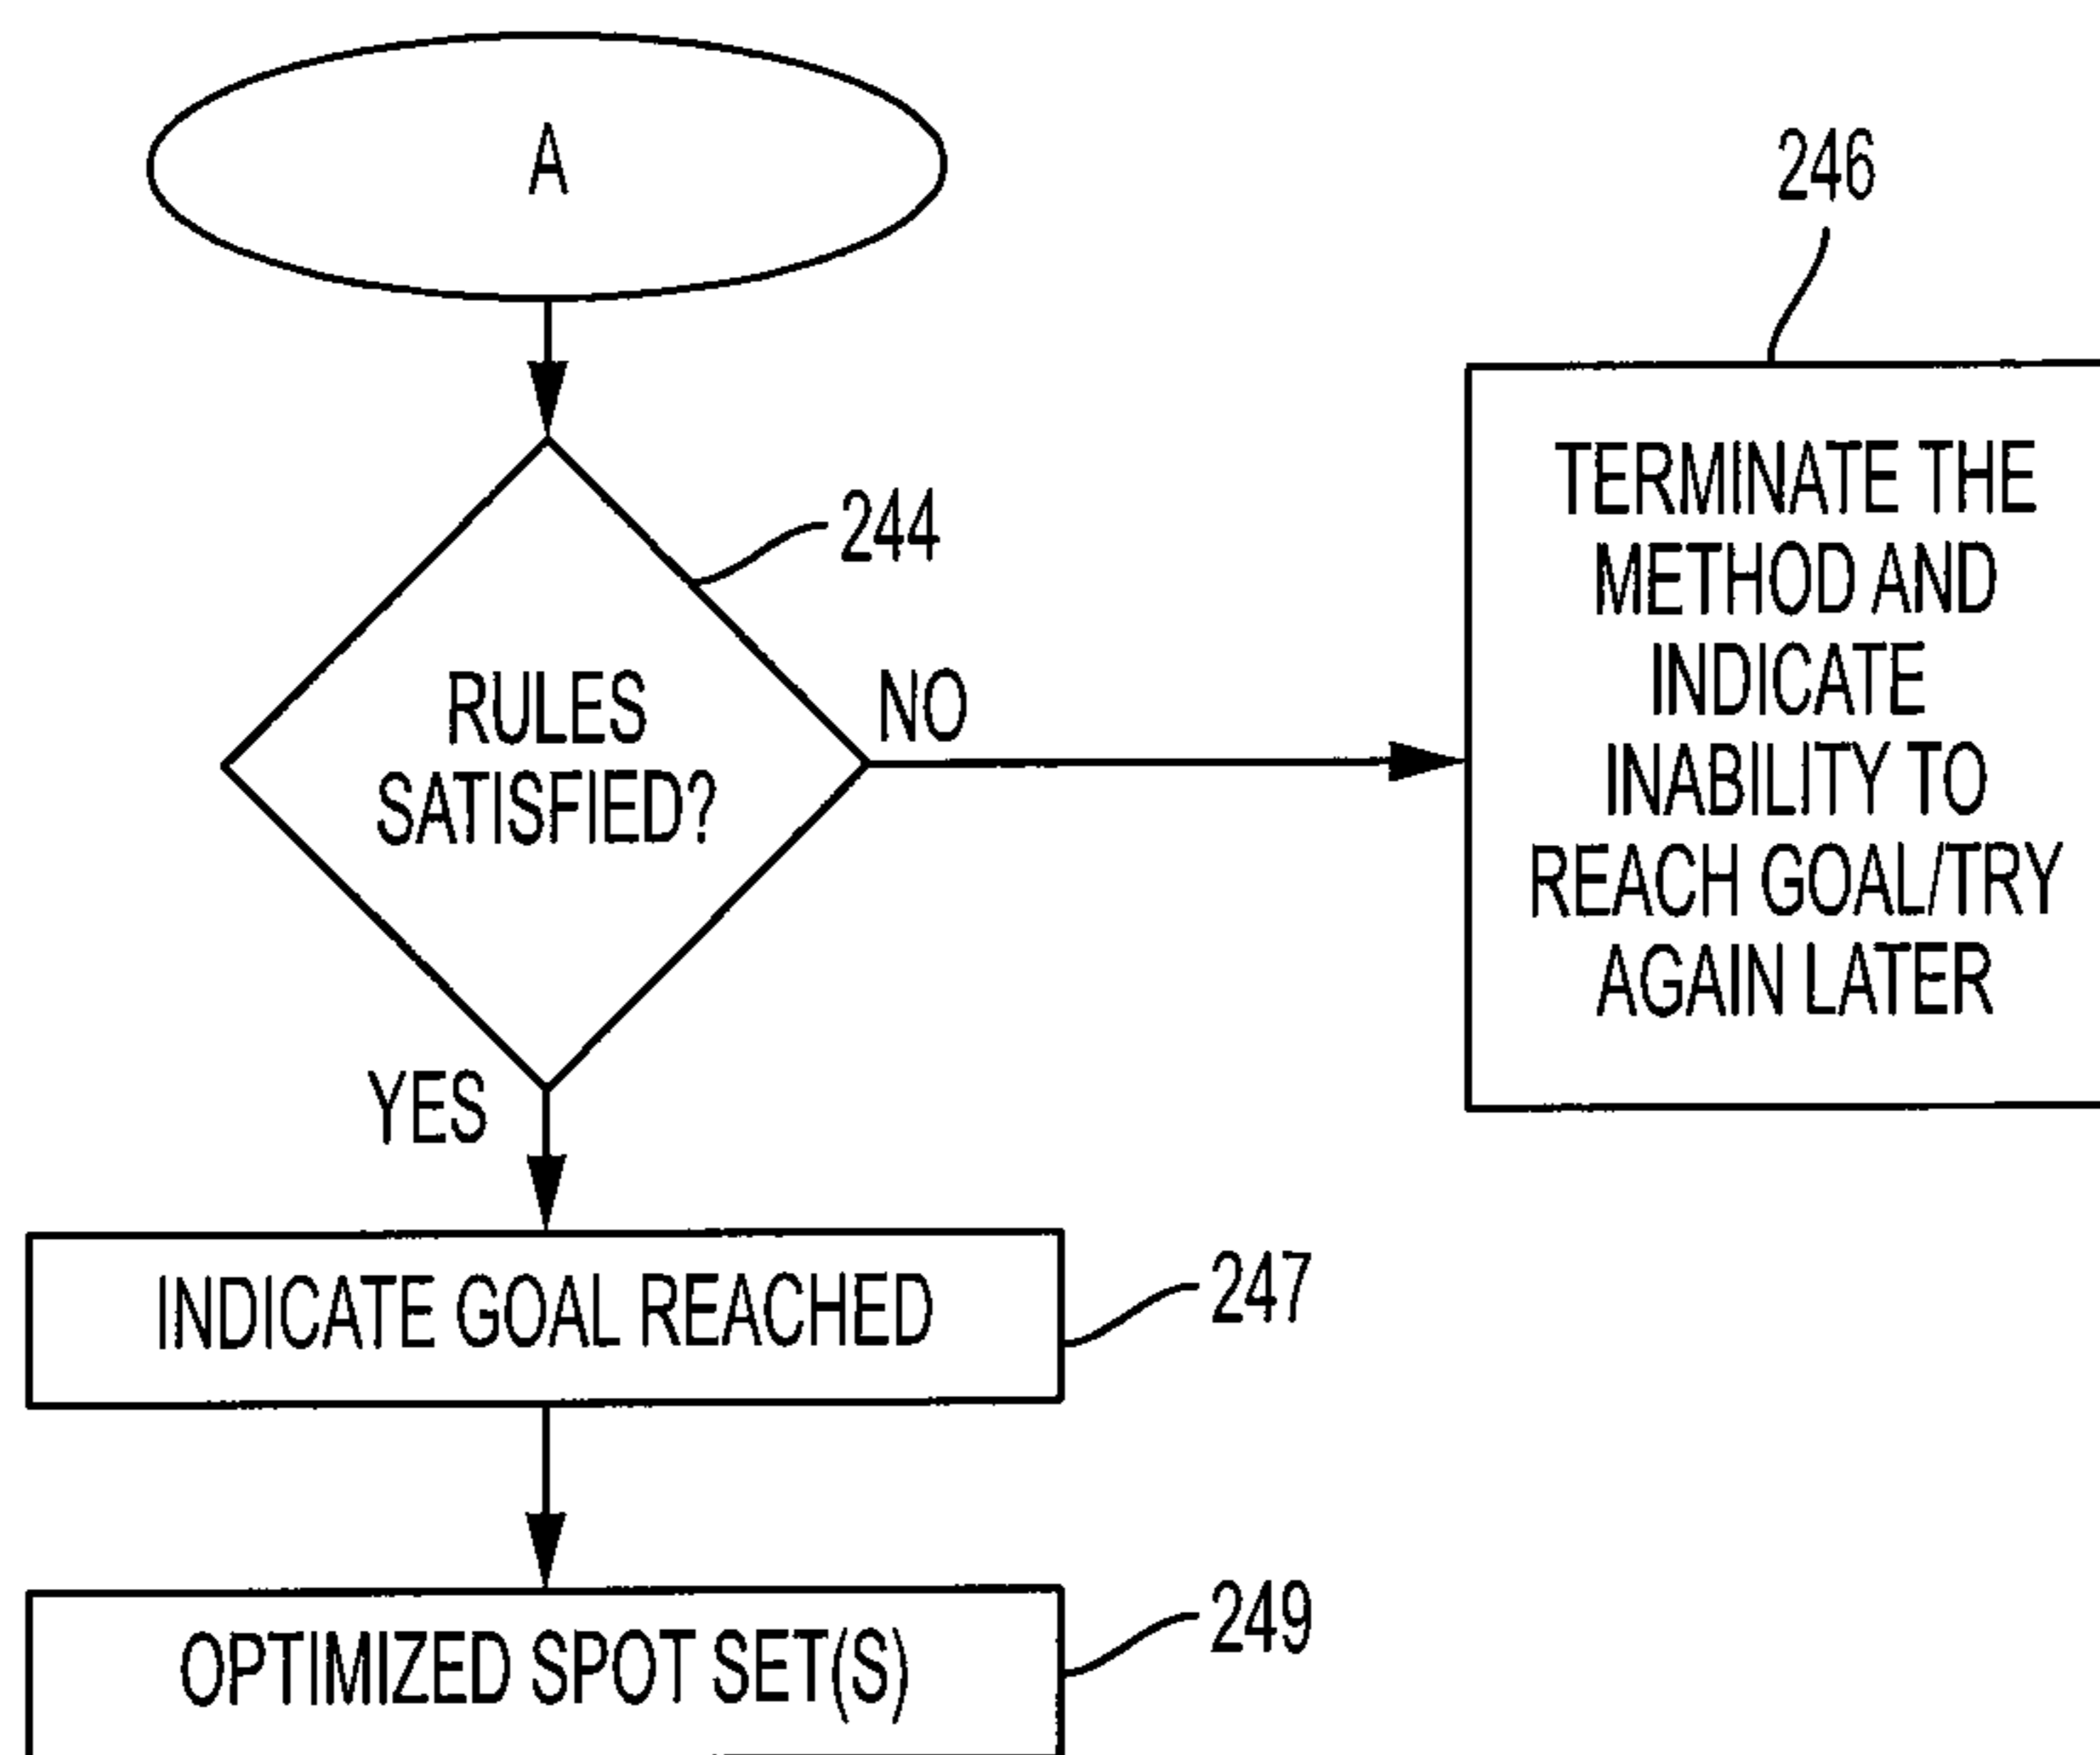 A
246
TERMINATE THE
METHOD AND
INDICATE
INABILITY TO
REACH GOAL/TRY
AGAIN LATER
244
RULES
SATISFIED?
NO
YES
INDICATE GOAL REACHED
247
OPTIMIZED SPOT SET(S)
249